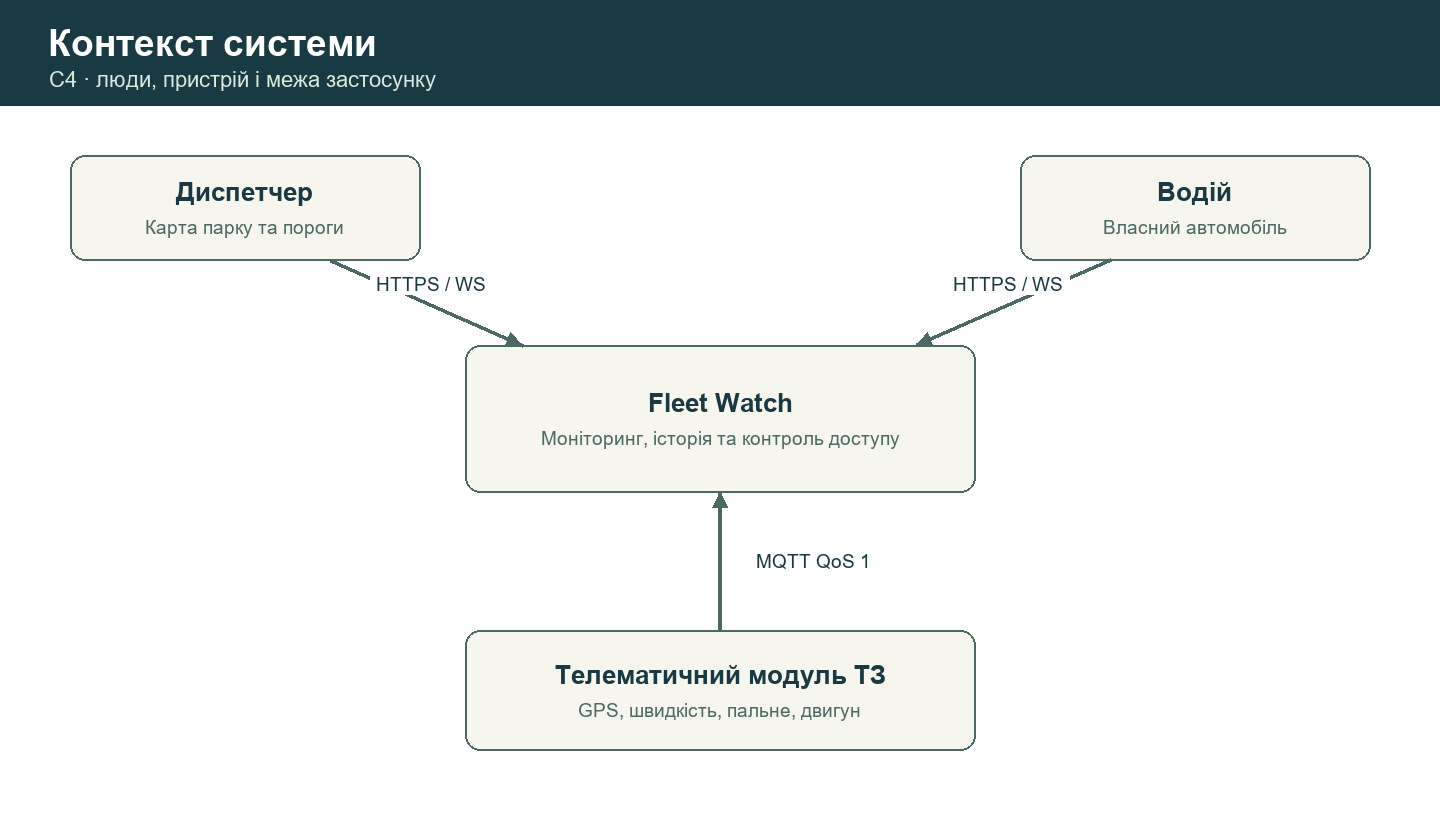 Контекст системи
C4 · люди, пристрій і межа застосунку
Диспетчер
Карта парку та пороги
Водій
Власний автомобіль
HTTPS / WS
HTTPS / WS
Fleet Watch
Моніторинг, історія та контроль доступу
MQTT QoS 1
Телематичний модуль ТЗ
GPS, швидкість, пальне, двигун